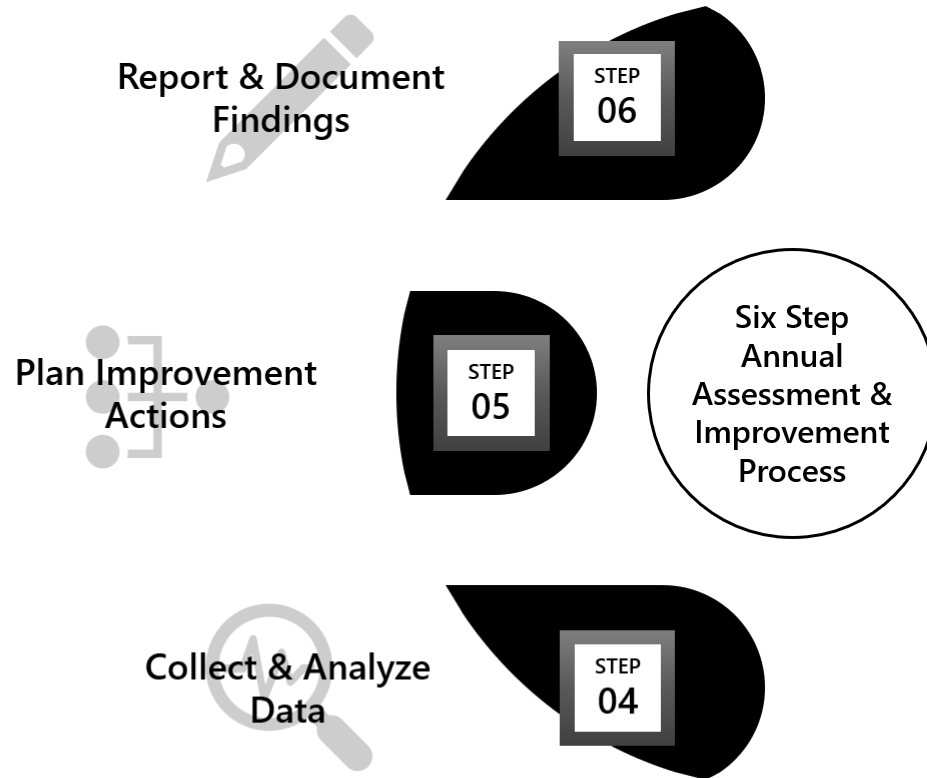 Report & Document
Findings
STEP
06
Plan Improvement
Actions
STEP
05
Six Step
Annual
Assessment &
Improvement
Process
Collect & Analyze
Data
STEP
04